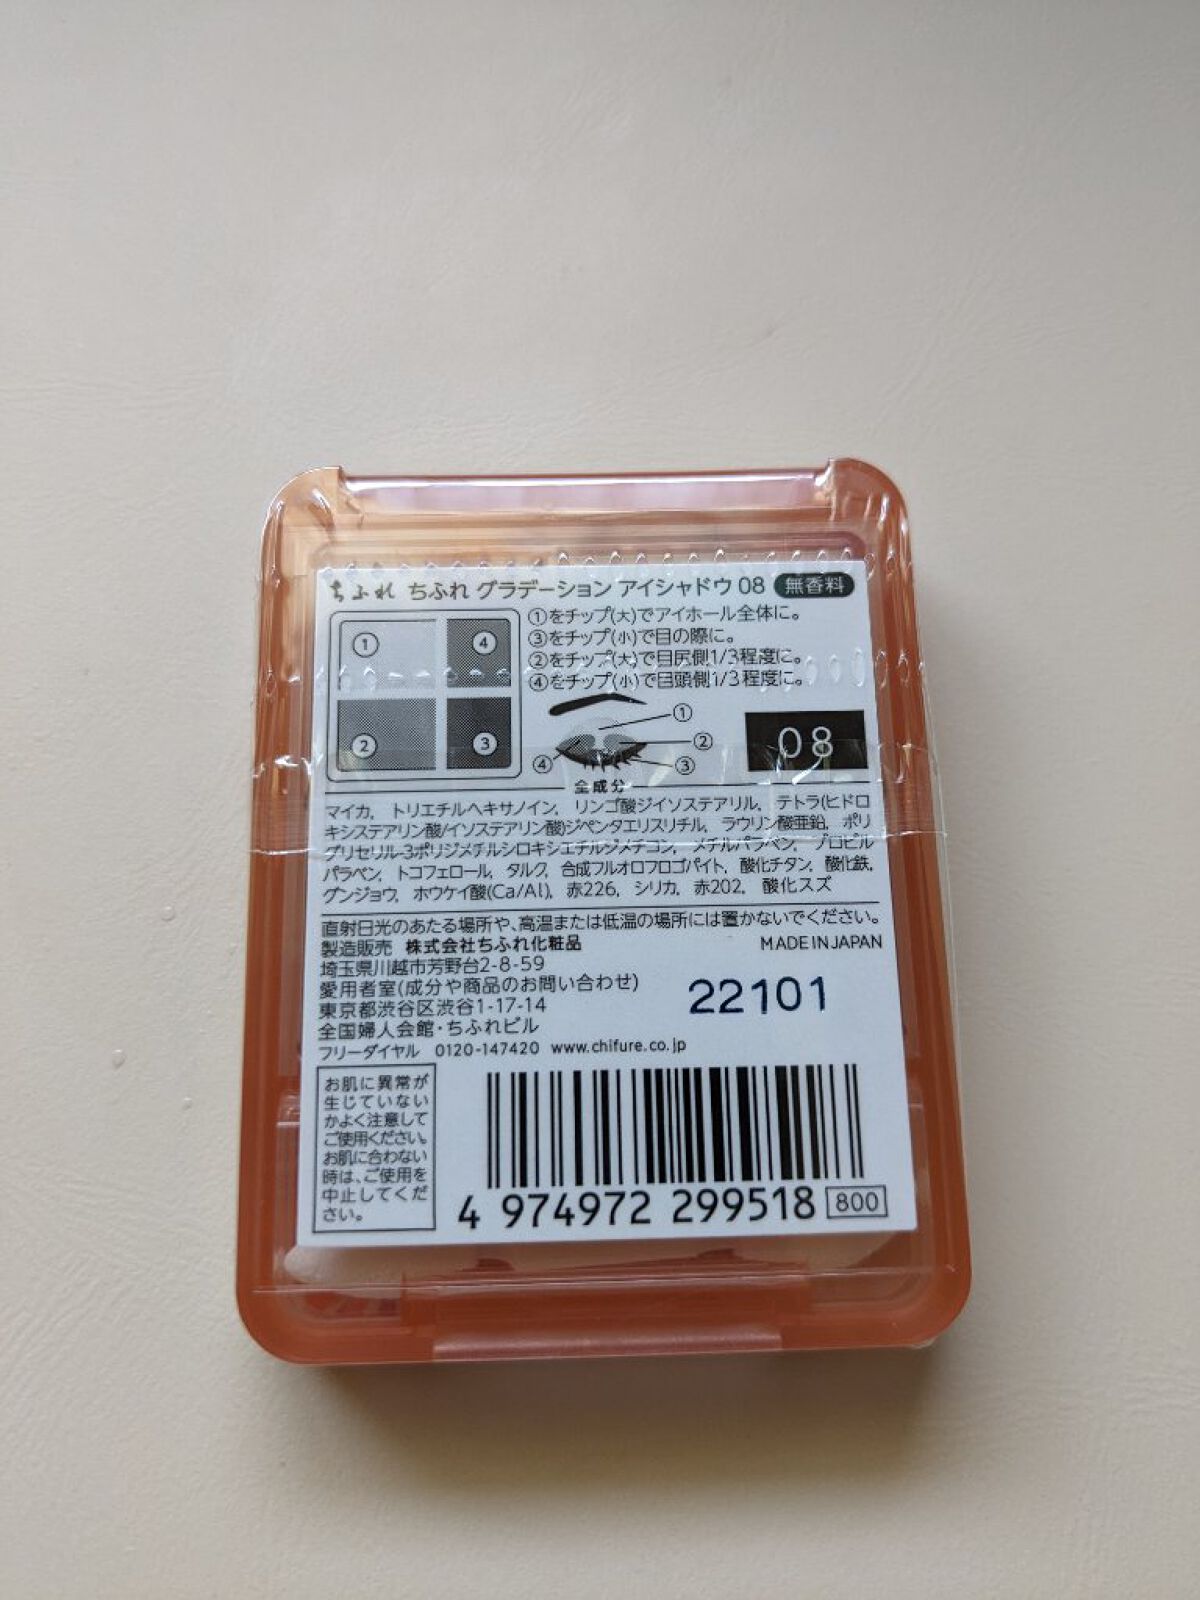 ちふれ ちふれ グラデーション アイシャドウ 08 無香料
① ④
② ③
①をチップ(大)でアイホール全体に。
③をチップ(小)で目の際に。
②をチップ(大)で目尻側1/3程度に。
④をチップ(小)で目頭側1/3程度に。
①
②
④ ③
08
全成分
マイカ, トリエチルヘキサノイン, リンゴ酸ジイソステアリル, テトラ(ヒドロ
キシステアリン酸/イソステアリン酸)ジペンタエリスリチル, ラウリン酸亜鉛, ポリ
グリセリル-3ポリジメチルシロキシエチルジメチコン, メチルパラベン, プロピル
パラベン, トコフェロール, タルク, 合成フルオロフロゴパイト, 酸化チタン, 酸化鉄,
グンジョウ, ホウケイ酸(Ca/Al), 赤226, シリカ, 赤202, 酸化スズ
直射日光のあたる場所や、高温または低温の場所には置かないでください。
製造販売 株式会社ちふれ化粧品 MADE IN JAPAN
埼玉県川越市芳野台2-8-59
愛用者室(成分や商品のお問い合わせ)
東京都渋谷区渋谷1-17-14
全国婦人会館・ちふれビル
22101
フリーダイヤル 0120-147420 www.chifure.co.jp
お肌に異常が
生じていない
かよく注意して
ご使用ください。
お肌に合わない
時は、ご使用を
中止してくだ
さい。
4 974972 299518 800